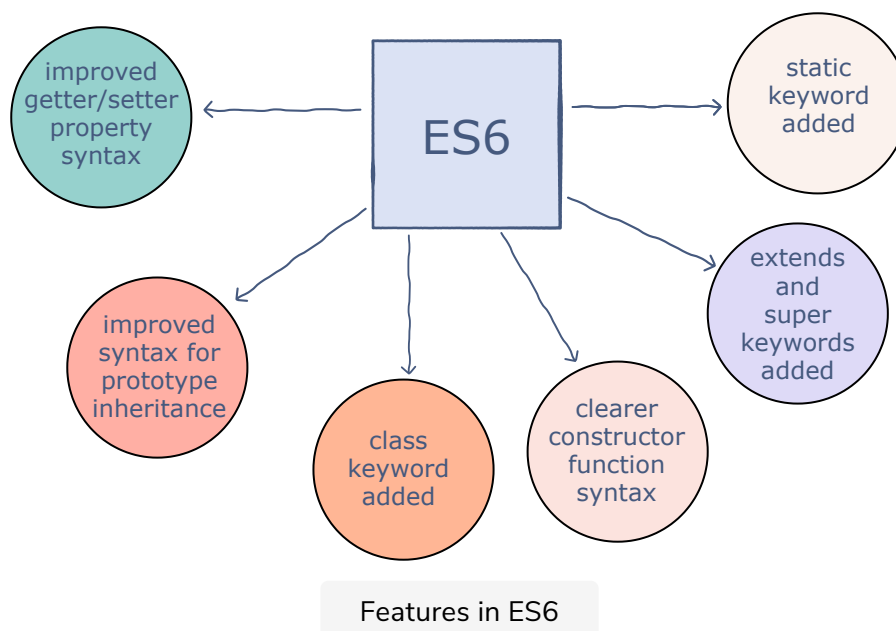 ES6
improved
getter/setter
property
syntax
static
keyword
added
improved
syntax for
prototype
inheritance
class
keyword
added
clearer
constructor
function
syntax
extends
and
super
keywords
added
Features in ES6